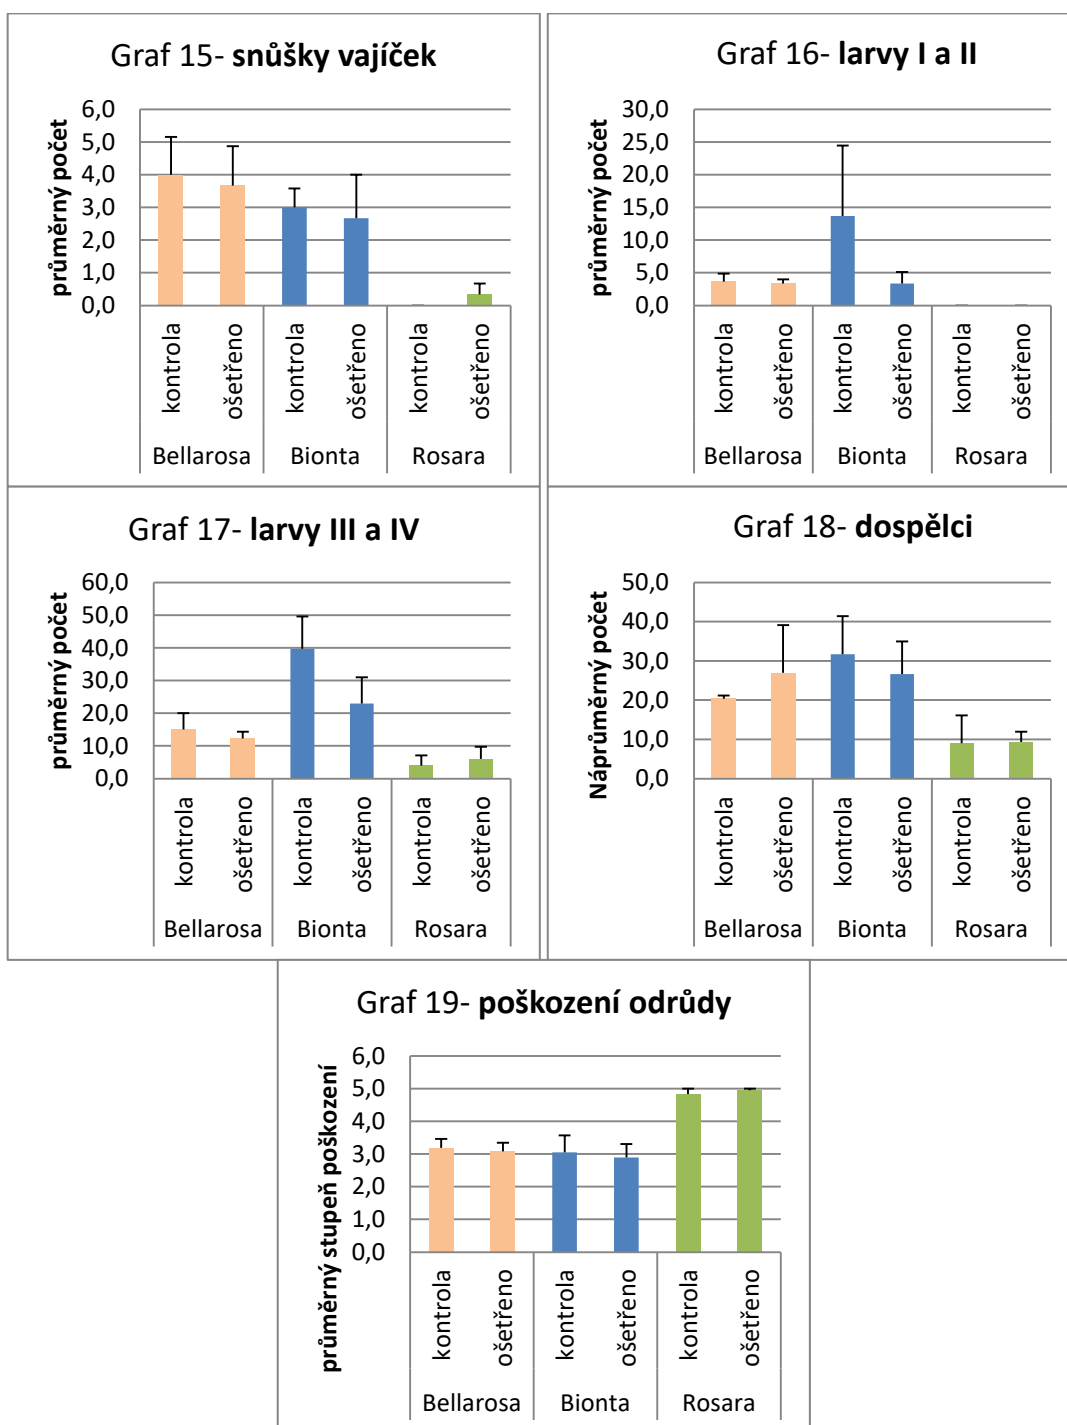 Graf 15- snůšky vajíček
průměrný počet
6,0
5,0
4,0
3,0
2,0
1,0
0,0
kontrola
ošetřeno
kontrola
ošetřeno
kontrola
ošetřeno
Bellarosa
Bionta
Rosara
Graf 16- larvy I a II
průměrný počet
30,0
25,0
20,0
15,0
10,0
5,0
0,0
kontrola
ošetřeno
kontrola
ošetřeno
kontrola
ošetřeno
Bellarosa
Bionta
Rosara
Graf 17- larvy III a IV
průměrný počet
60,0
50,0
40,0
30,0
20,0
10,0
0,0
kontrola
ošetřeno
kontrola
ošetřeno
kontrola
ošetřeno
Bellarosa
Bionta
Rosara
Graf 18- dospělci
Náprůměrný počet
50,0
40,0
30,0
20,0
10,0
0,0
kontrola
ošetřeno
kontrola
ošetřeno
kontrola
ošetřeno
Bellarosa
Bionta
Rosara
Graf 19- poškození odrůdy
průměrný stupeň poškození
6,0
5,0
4,0
3,0
2,0
1,0
0,0
kontrola
ošetřeno
kontrola
ošetřeno
kontrola
ošetřeno
Bellarosa
Bionta
Rosara